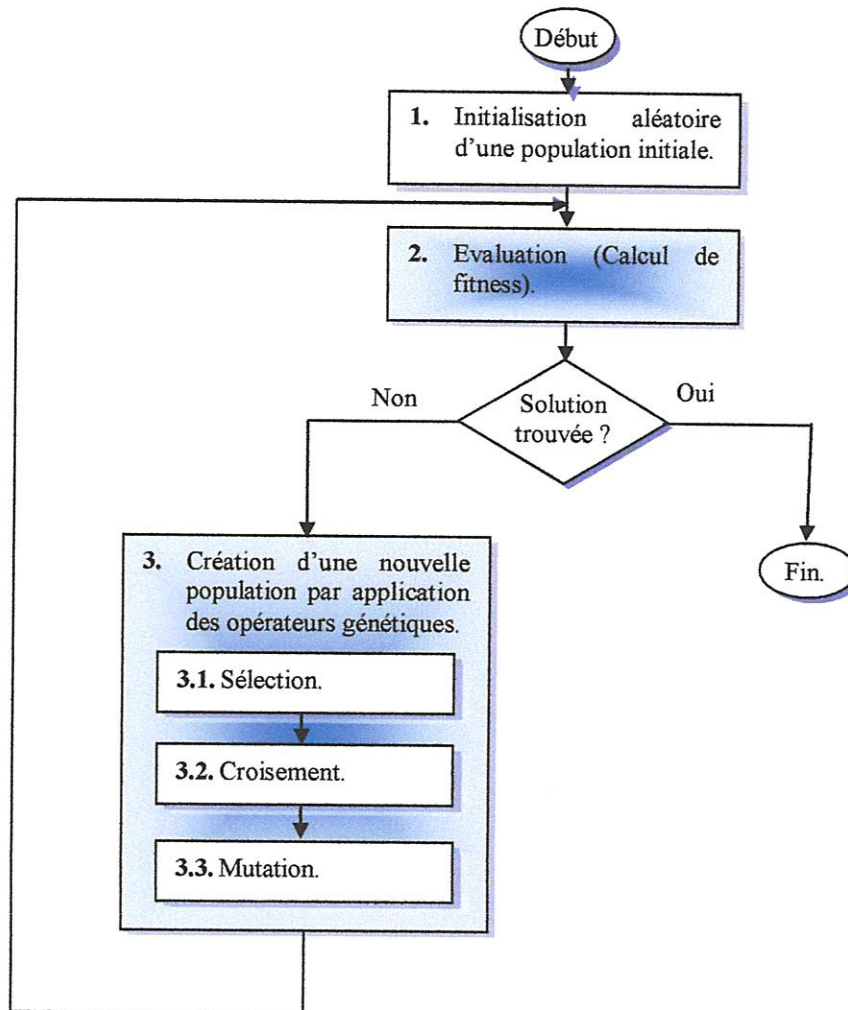 Début
1. Initialisation aléatoire
d'une population initiale.
2. Evaluation (Calcul de
fitness).
Non
Solution
trouvée ?
Oui
3. Création d'une nouvelle
population par application
des opérateurs génétiques.
Fin.
3.1. Sélection.
3.2. Croisement.
3.3. Mutation.